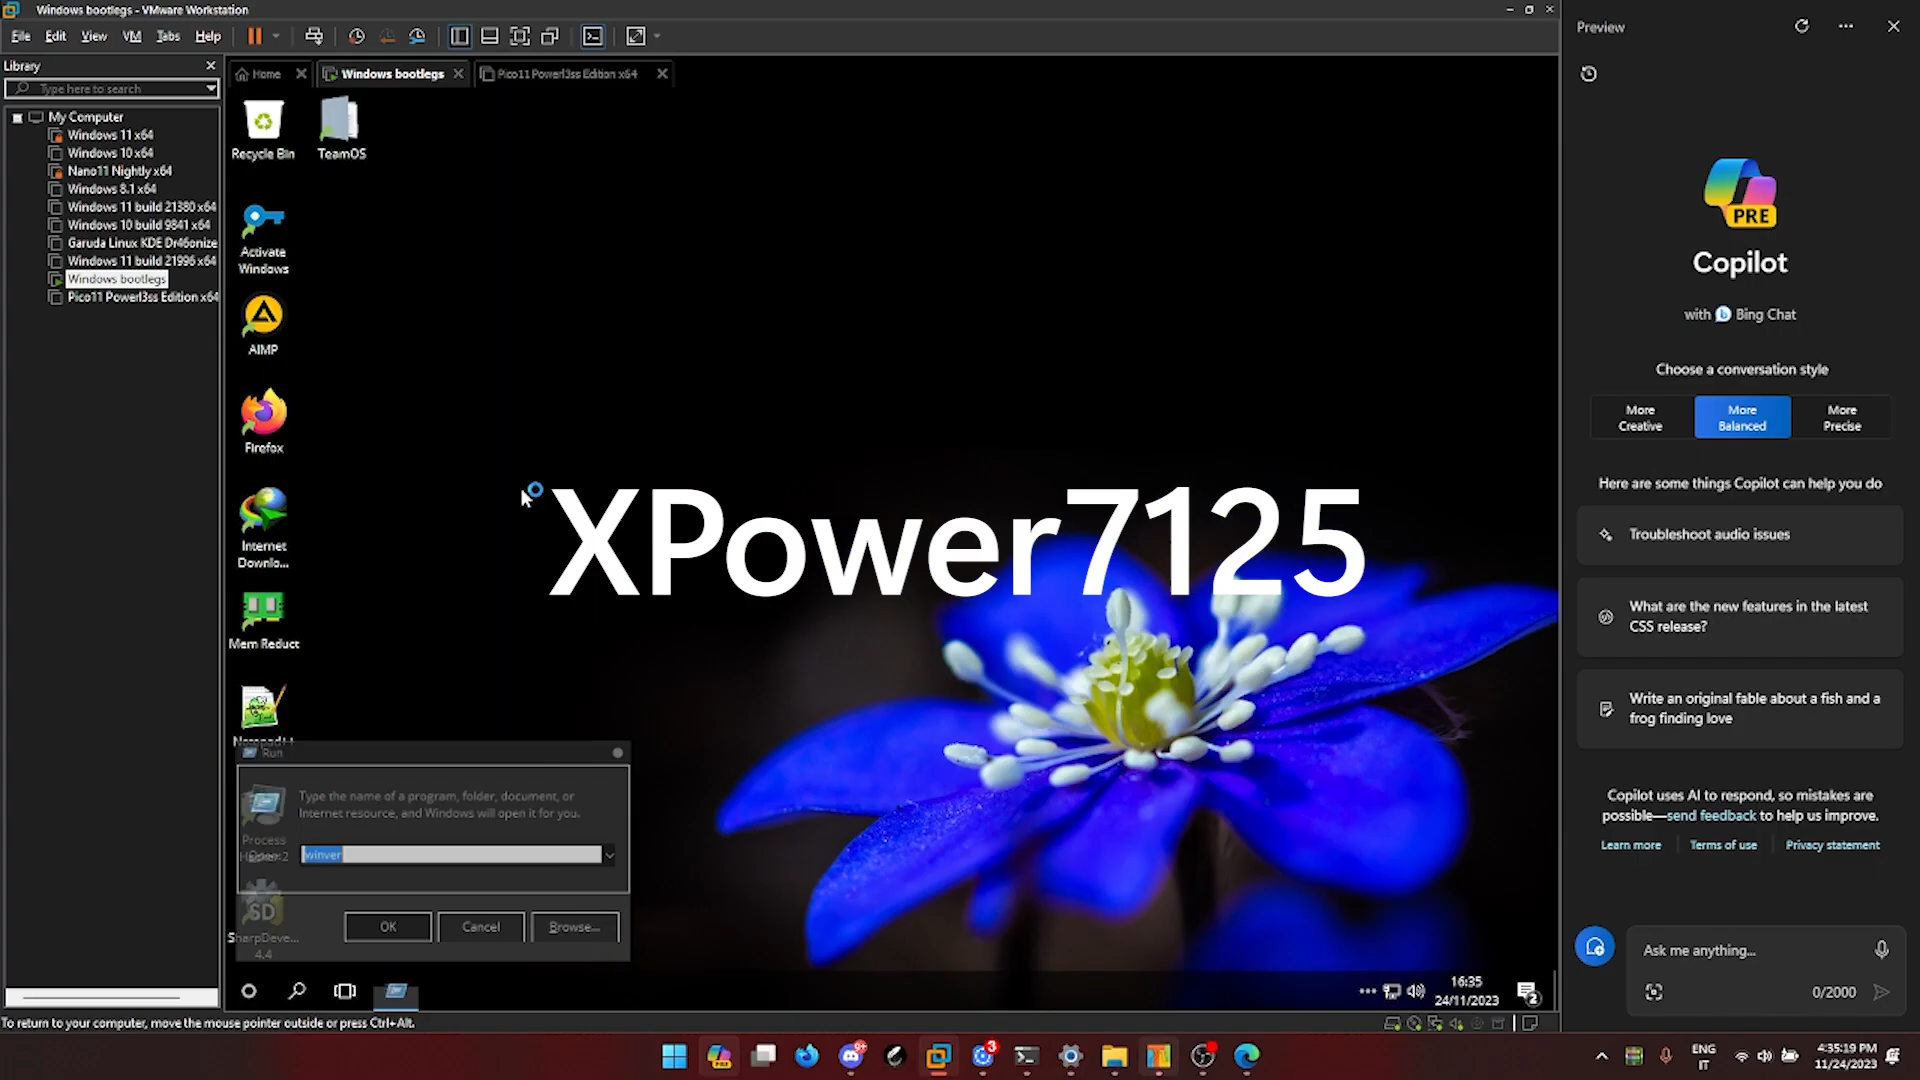 Windows bootlegs - VMware Workstation
File Edit View VM Tabs Help
Library
Type here to search
My Computer
Windows 11 x64
Windows 10 x64
Nano11 Nightly x64
Windows 8.1 x64
Windows 11 build 21380 x64
Windows 10 build 9841 x64
Garuda Linux KDE Dr460nize
Windows 11 build 21996 x64
Windows bootlegs
Pico11 Powerl3ss Edition x64
Home
Windows bootlegs
Pico11 Powerl3ss Edition x64
Recycle Bin
TeamOS
Activate
Windows
AIMP
Firefox
Internet
Downlo...
Mem Reduct
Notepad++
XPower7125
Run
Type the name of a program, folder, document, or
Internet resource, and Windows will open it for you.
Process
winver
OK
Cancel
Browse...
SD
SharpDeve...
4.4
16:35
24/11/2023
2
To return to your computer, move the mouse pointer outside or press Ctrl+Alt.
Preview
PRE
Copilot
with Bing Chat
Choose a conversation style
More
Creative
More
Balanced
More
Precise
Here are some things Copilot can help you do
Troubleshoot audio issues
What are the new features in the latest
CSS release?
Write an original fable about a fish and a
frog finding love
Copilot uses AI to respond, so mistakes are
possible—send feedback to help us improve.
Learn more
Terms of use
Privacy statement
Ask me anything...
0/2000
PRE
9+
3
ENG
IT
4:35:19 PM
11/24/2023